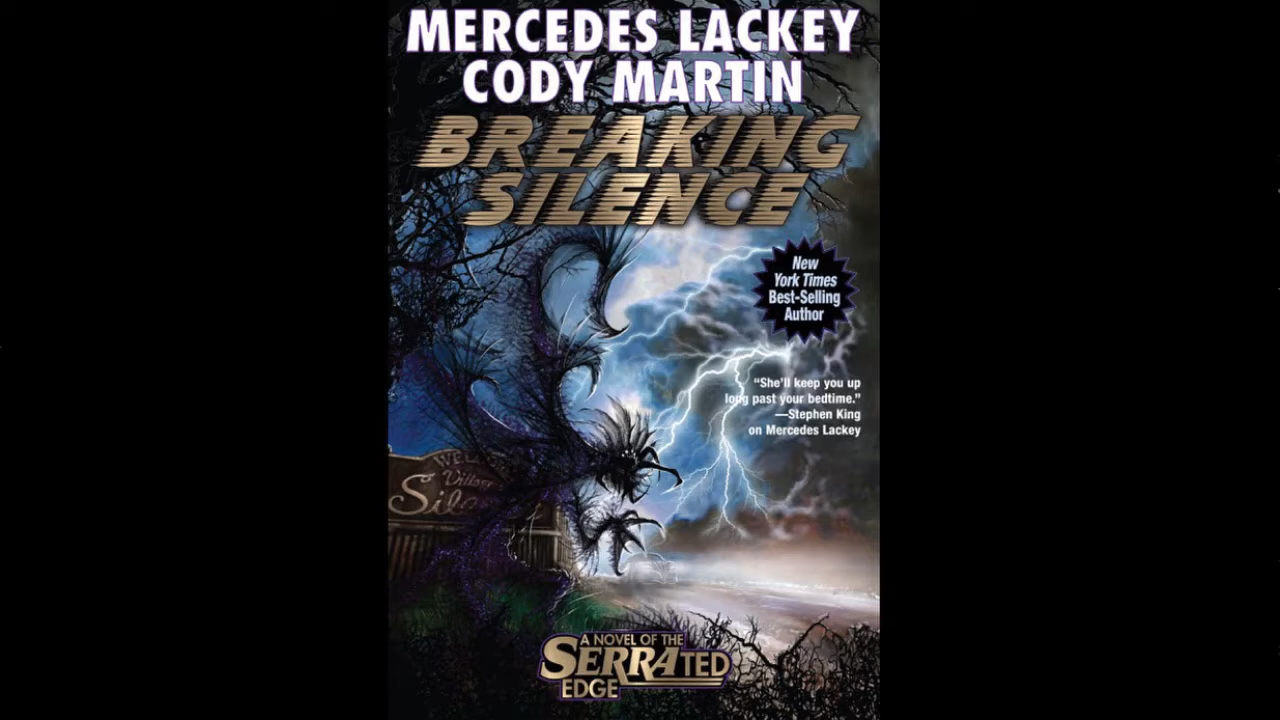 MERCEDES LACKEY
CODY MARTIN
BREAKING
SILENCE
New
York Times
Best-Selling
Author
“She’ll keep you up
long past your bedtime.”
—Stephen King
on Mercedes Lackey
Village
A NOVEL OF THE
SERRATED
EDGE